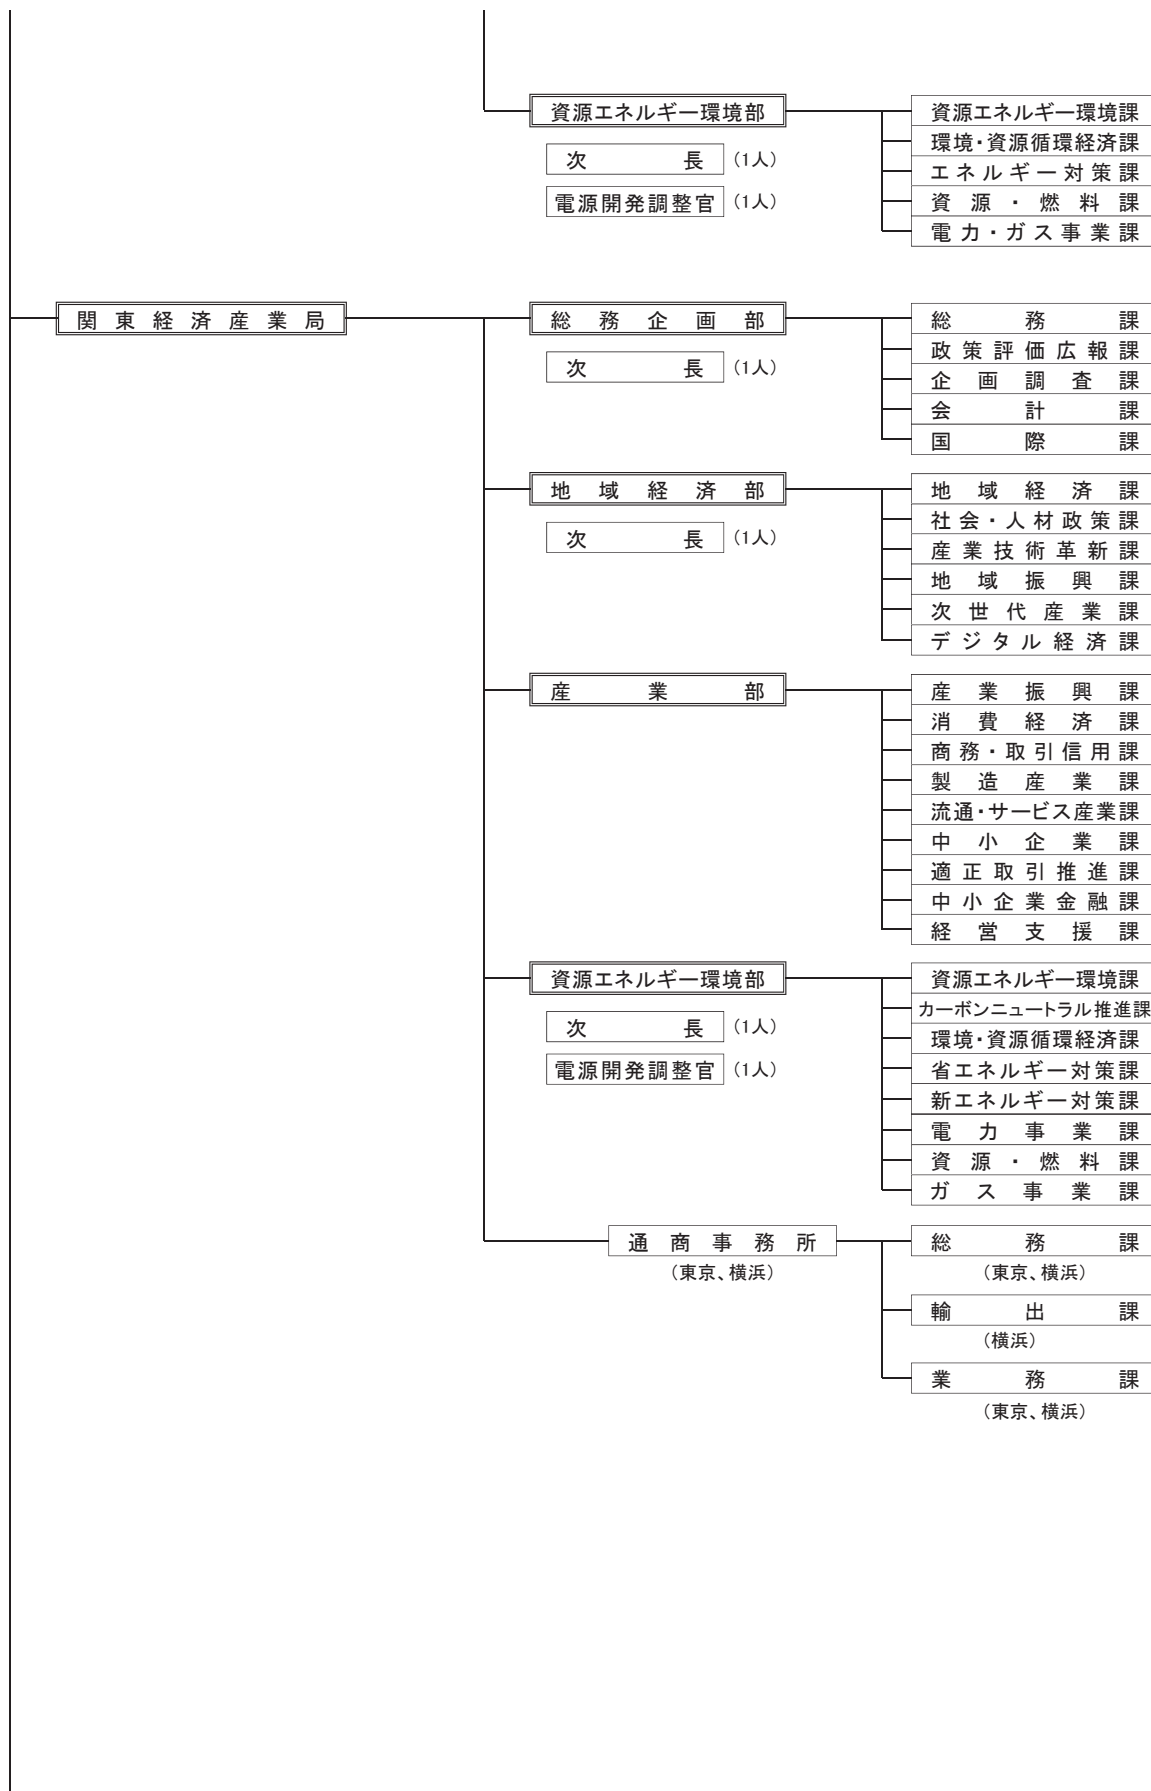 資源エネルギー環境部
次長 (1人)
電源開発調整官 (1人)
資源エネルギー環境課
環境・資源循環経済課
エネルギー対策課
資源・燃料課
電力・ガス事業課
関東経済産業局
総務企画部
次長 (1人)
総務課
政策評価広報課
企画調査課
会計課
国際課
地域経済部
次長 (1人)
地域経済課
社会・人材政策課
産業技術革新課
地域振興課
次世代産業課
デジタル経済課
産業部
産業振興課
消費経済課
商務・取引信用課
製造産業課
流通・サービス産業課
中小企業課
適正取引推進課
中小企業金融課
経営支援課
資源エネルギー環境部
次長 (1人)
電源開発調整官 (1人)
資源エネルギー環境課
カーボンニュートラル推進課
環境・資源循環経済課
省エネルギー対策課
新エネルギー対策課
電力事業課
資源・燃料課
ガス事業課
通商事務所
(東京、横浜)
総務課
(東京、横浜)
輸出課
(横浜)
業務課
(東京、横浜)